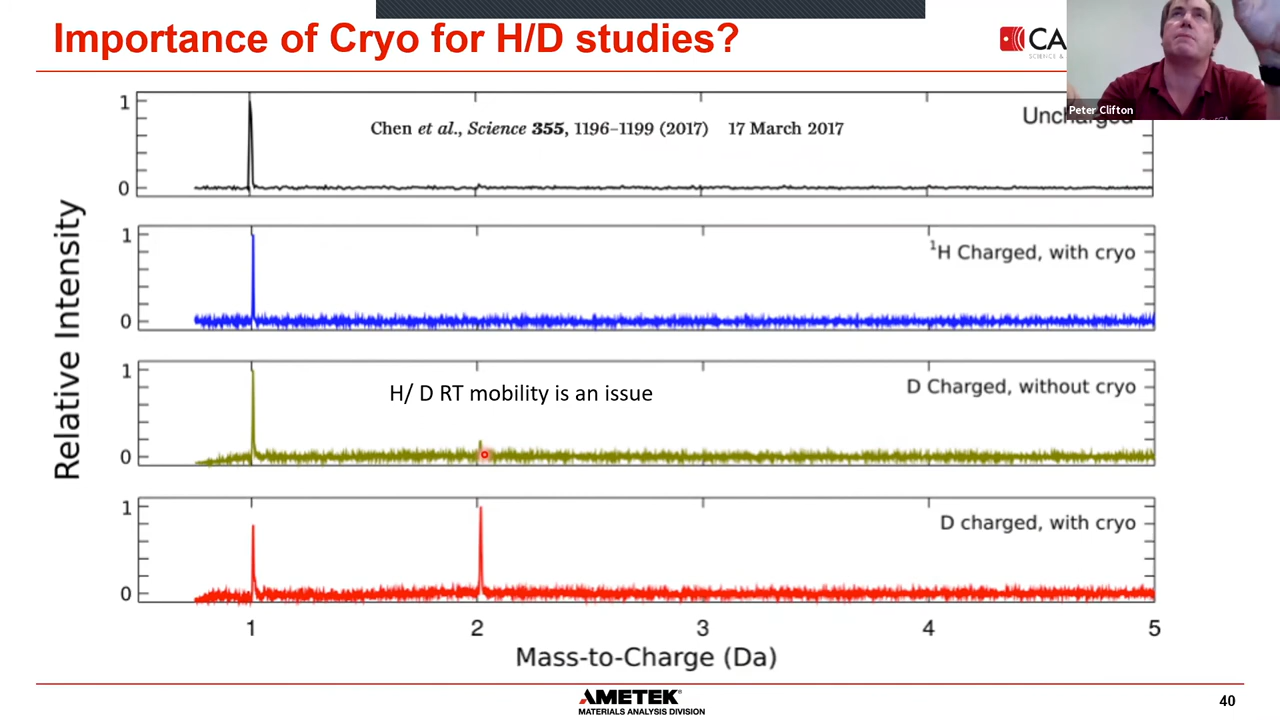 Importance of Cryo for H/D studies?
CA
Peter Clifton
Chen et al., Science 355, 1196–1199 (2017) 17 March 2017
Uncharged
1
0
¹H Charged, with cryo
1
0
H/ D RT mobility is an issue
D Charged, without cryo
1
0
D charged, with cryo
1
0
Relative Intensity
1 2 3 4 5
Mass-to-Charge (Da)
AMETEK®
MATERIALS ANALYSIS DIVISION
40